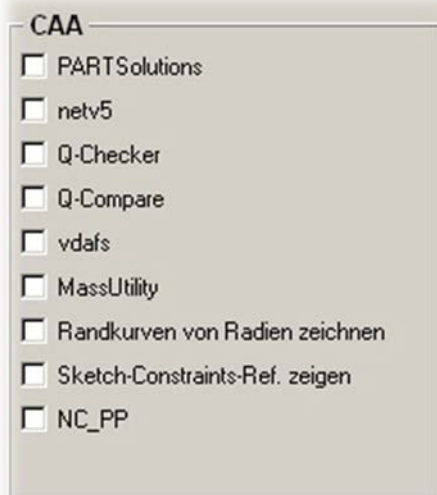 CAA
PARTSolutions
netv5
Q-Checker
Q-Compare
vdafs
MassUtility
Randkurven von Radien zeichnen
Sketch-Constraints-Ref. zeigen
NC_PP